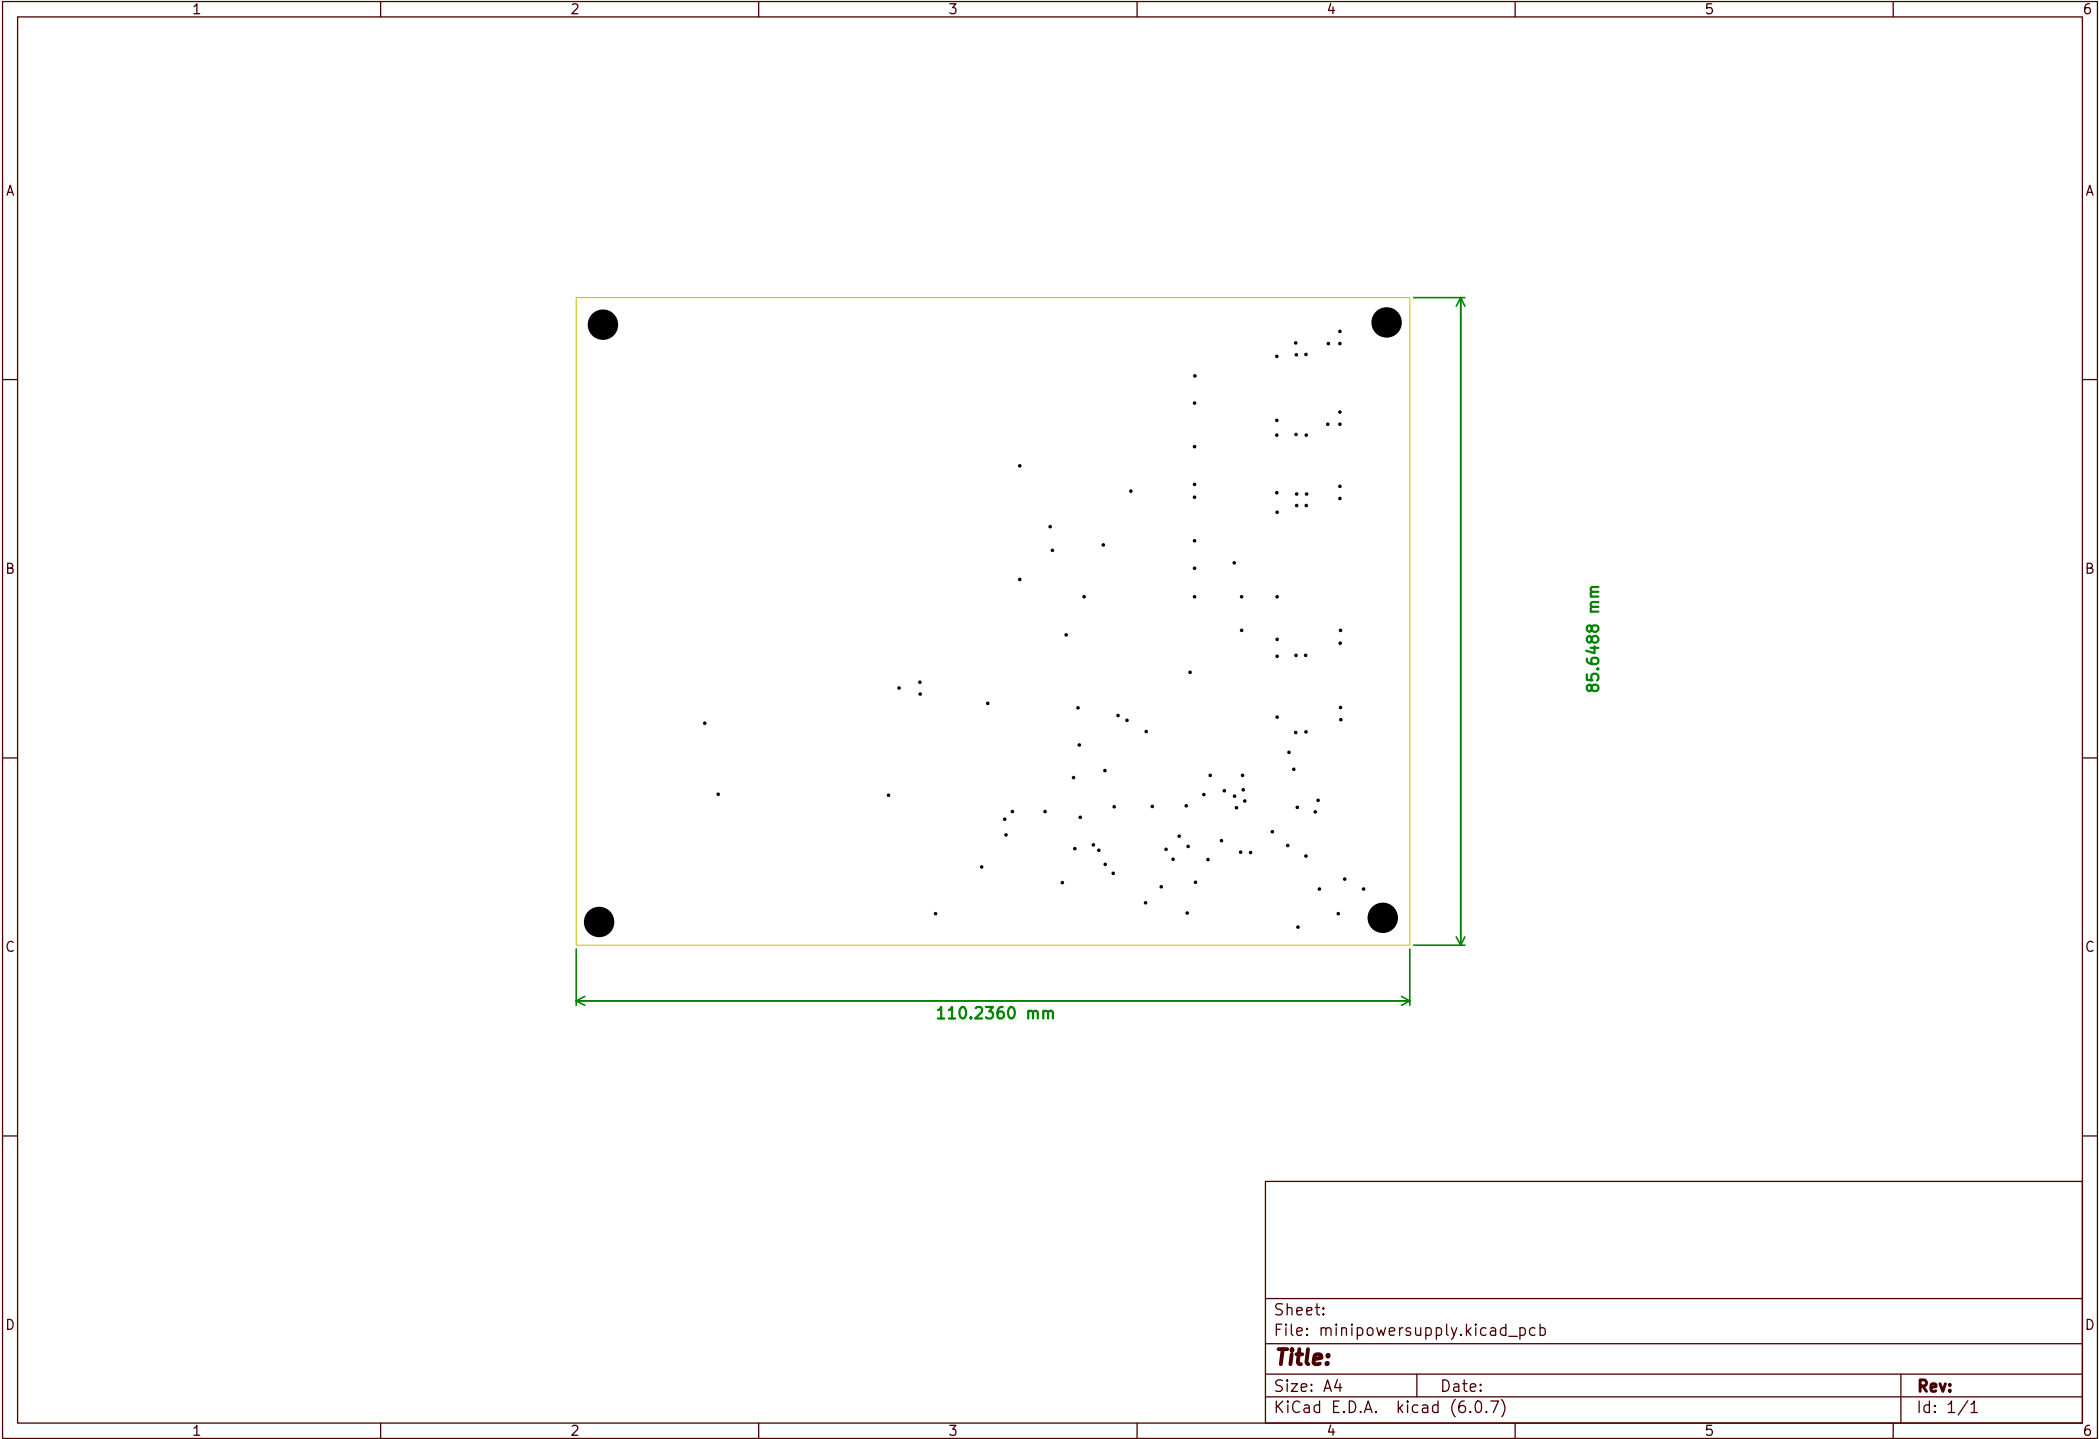 1 2 3 4 5 6
A A
B B
85.6488 mm
C C
110.2360 mm
Sheet:
File: minipowersupply.kicad_pcb
D D
Title:
Size: A4 Date: Rev:
KiCad E.D.A. kicad (6.0.7) Id: 1/1
1 2 3 4 5 6